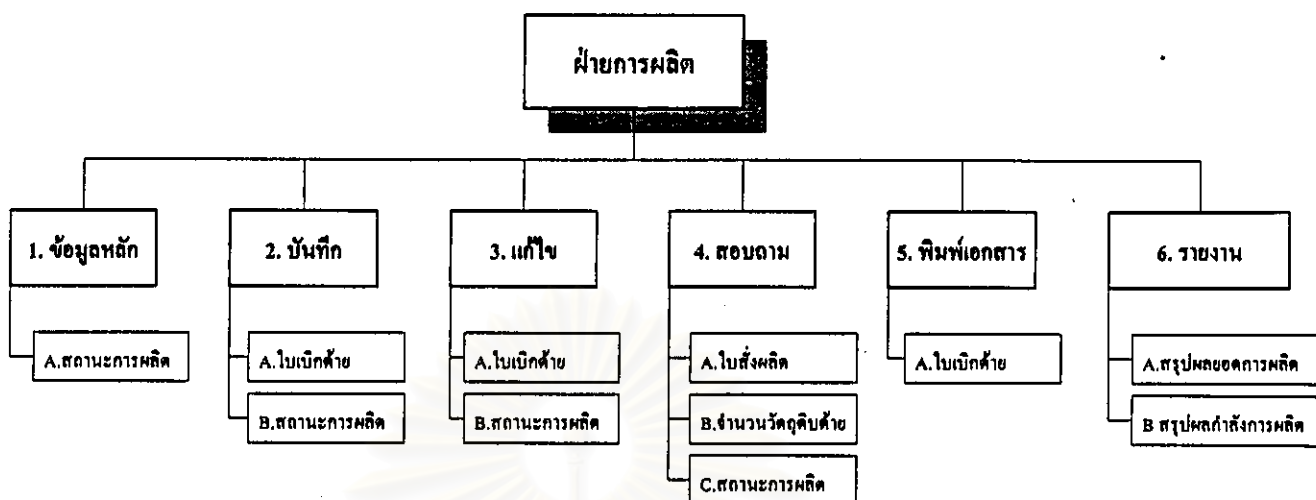 ฝ่ายการผลิต
1. ข้อมูลหลัก
2. บันทึก
3. แก้ไข
4. สอบถาม
5. พิมพ์เอกสาร
6. รายงาน
A.สถานะการผลิต
A.ใบเบิกด้าย
B.สถานะการผลิต
A.ใบเบิกด้าย
B.สถานะการผลิต
A.ใบสั่งผลิต
B.จำนวนวัตถุดิบด้าย
C.สถานะการผลิต
A.ใบเบิกด้าย
A.สรุปผลยอดการผลิต
B สรุปผลกำลังการผลิต